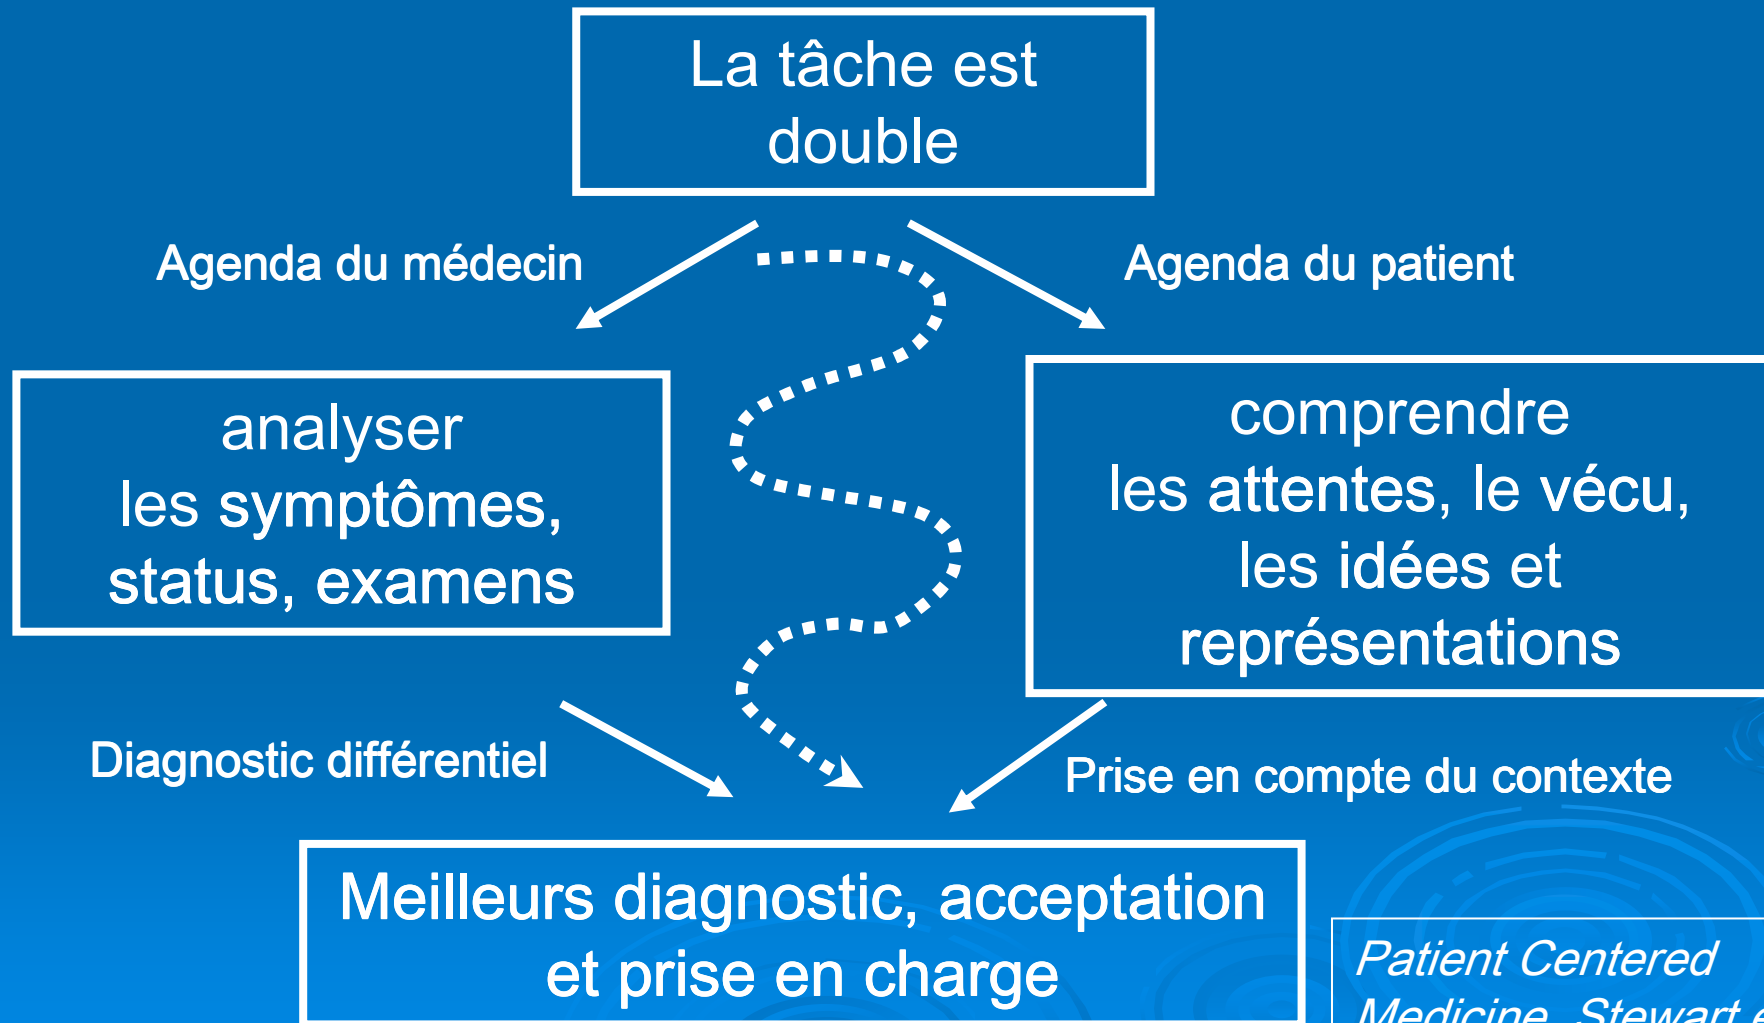 La tâche est
double
Agenda du médecin
Agenda du patient
analyser
les symptômes,
status, examens
comprendre
les attentes, le vécu,
les idées et
représentations
Diagnostic différentiel
Prise en compte du contexte
Meilleurs diagnostic, acceptation
et prise en charge
Patient Centered
Medicine, Stewart